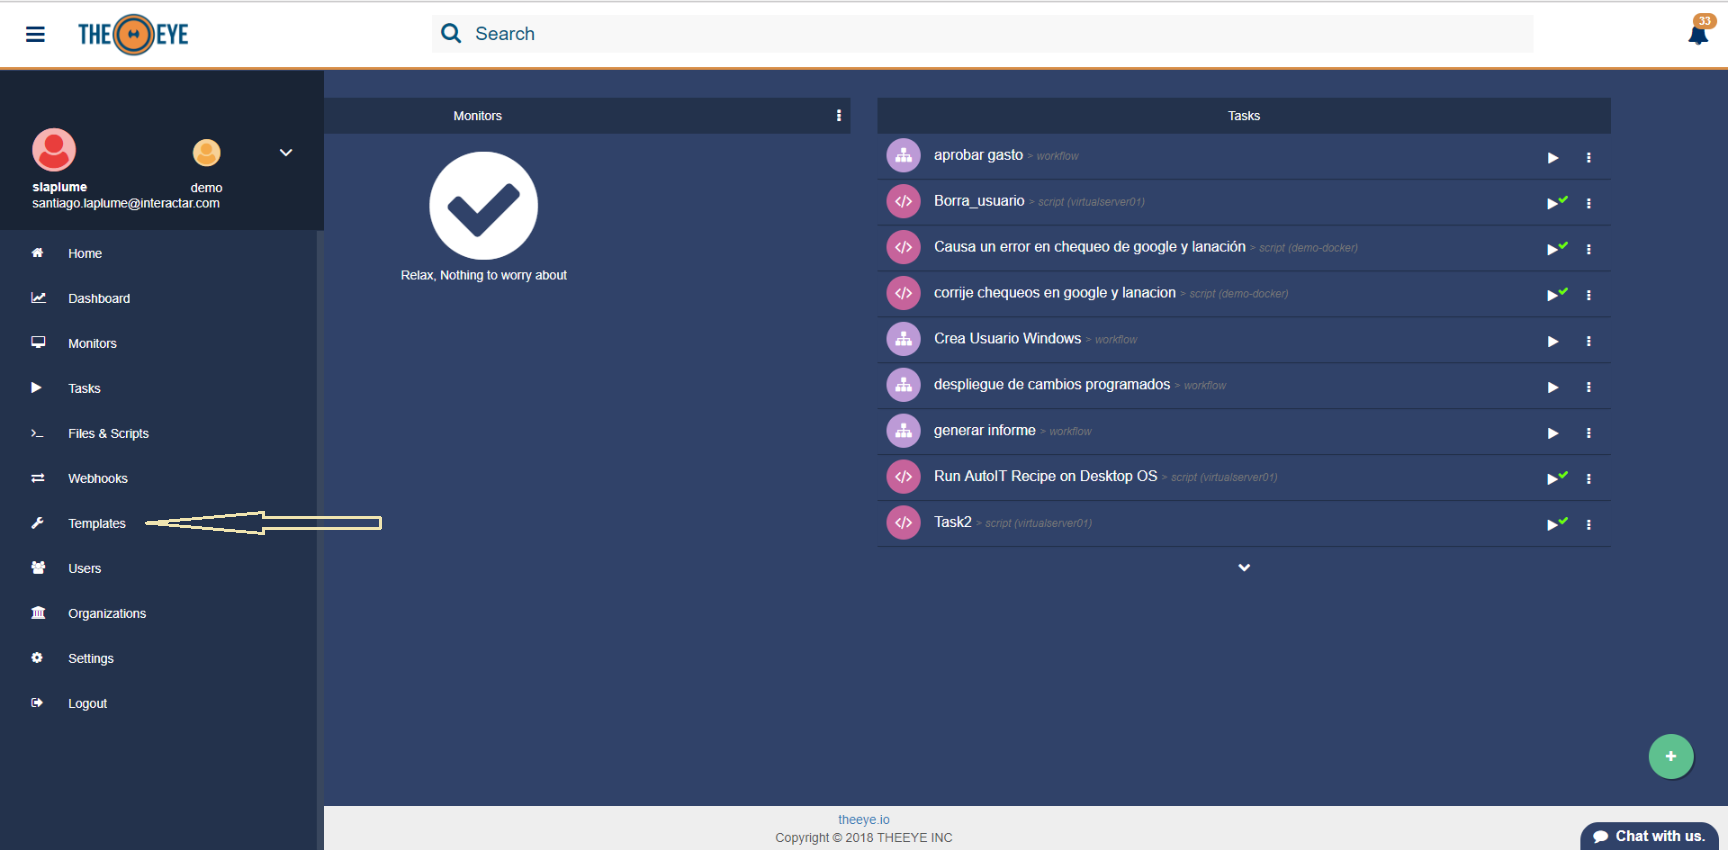 THE EYE
Search
33
slaplume
santiago.laplume@interactar.com
demo
Home
Dashboard
Monitors
Tasks
Files & Scripts
Webhooks
Templates
Users
Organizations
Settings
Logout
Monitors
Relax, Nothing to worry about
Tasks
aprobar gasto > workflow
Borra_usuario > script (virtualserver01)
Causa un error en chequeo de google y lanación > script (demo-docker)
corrije chequeos en google y lanacion > script (demo-docker)
Crea Usuario Windows > workflow
despliegue de cambios programados > workflow
generar informe > workflow
Run AutoIT Recipe on Desktop OS > script (virtualserver01)
Task2 > script (virtualserver01)
theeye.io
Copyright © 2018 THEEYE INC
Chat with us.